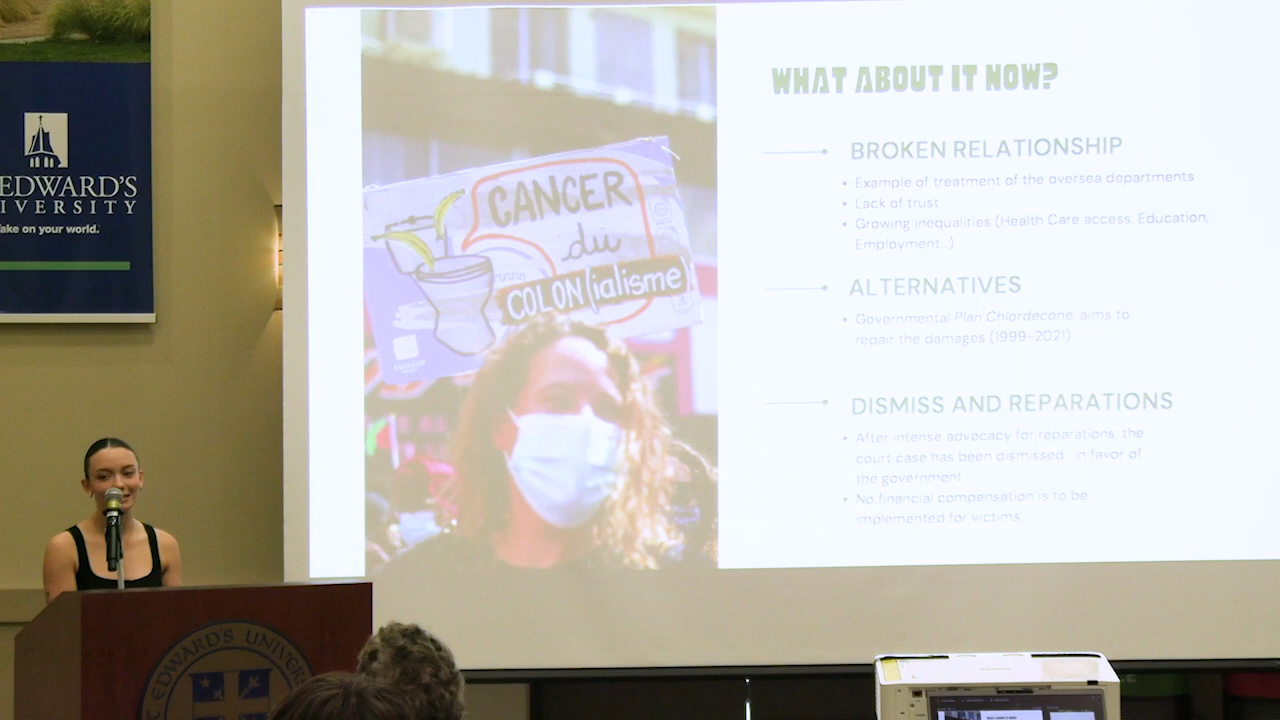 EDWARD'S
IVERSITY
ake on your world.
CANCER
du
COLON(ialisme)
WHAT ABOUT IT NOW?
BROKEN RELATIONSHIP
• Example of treatment of the oversea departments
• Lack of trust
• Growing inequalities (Health Care access, Education,
Employment...)
ALTERNATIVES
• Governmental Plan Chlordecone, aims to
repair the damages (1999-2021)
DISMISS AND REPARATIONS
• After intense advocacy for reparations, the
court case has been dismissed, in favor of
the government.
• No financial compensation is to be
implemented for victims
EDWARD'S UNIVER